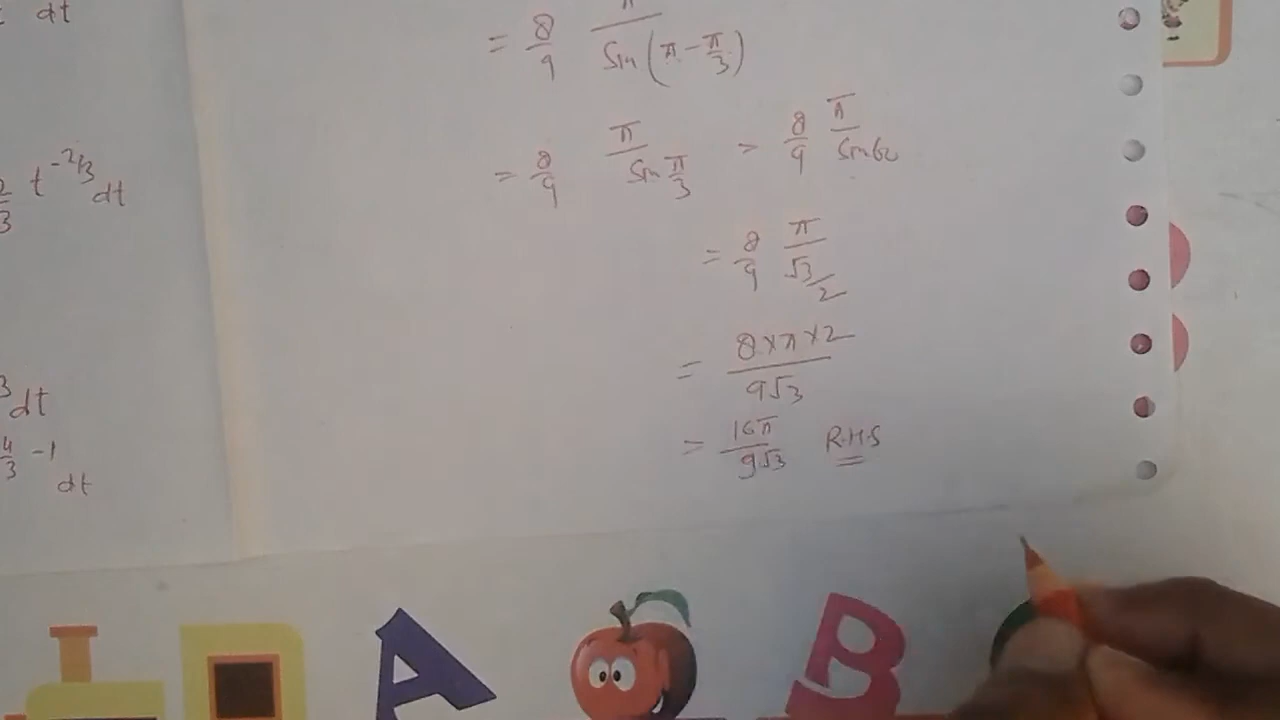 dt
= 8/9 π/Sin(π-π/3)
2/3 t^-2/3 dt
= 8/9 π/Sin π/3 = 8/9 π/Sin60
= 8/9 π/(√3/2)
= 8×π×2/9√3
3 dt
= 16π/9√3 R.H.S
4/3 -1 dt
A B